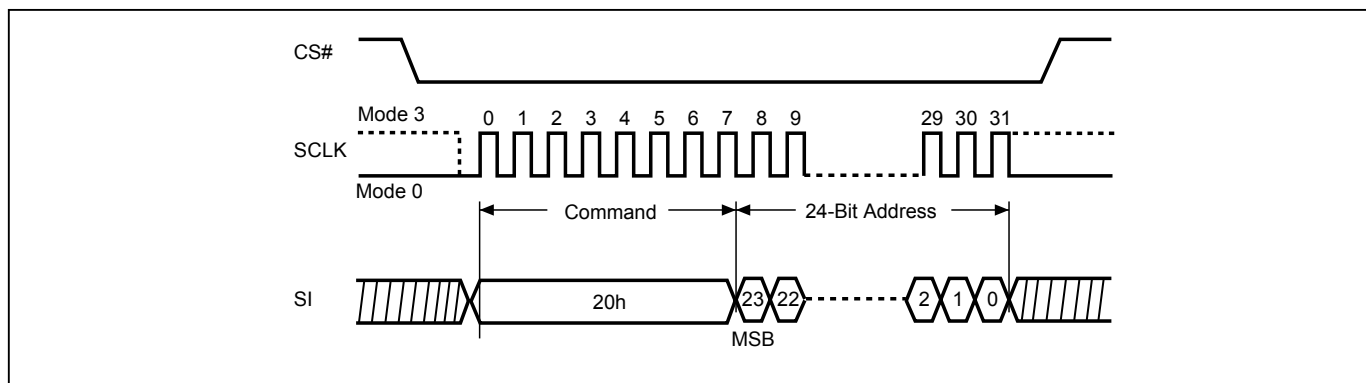 CS#
Mode 3
0 1 2 3 4 5 6 7 8 9 29 30 31
SCLK
Mode 0
Command 24-Bit Address
SI 20h 23 22 2 1 0
MSB